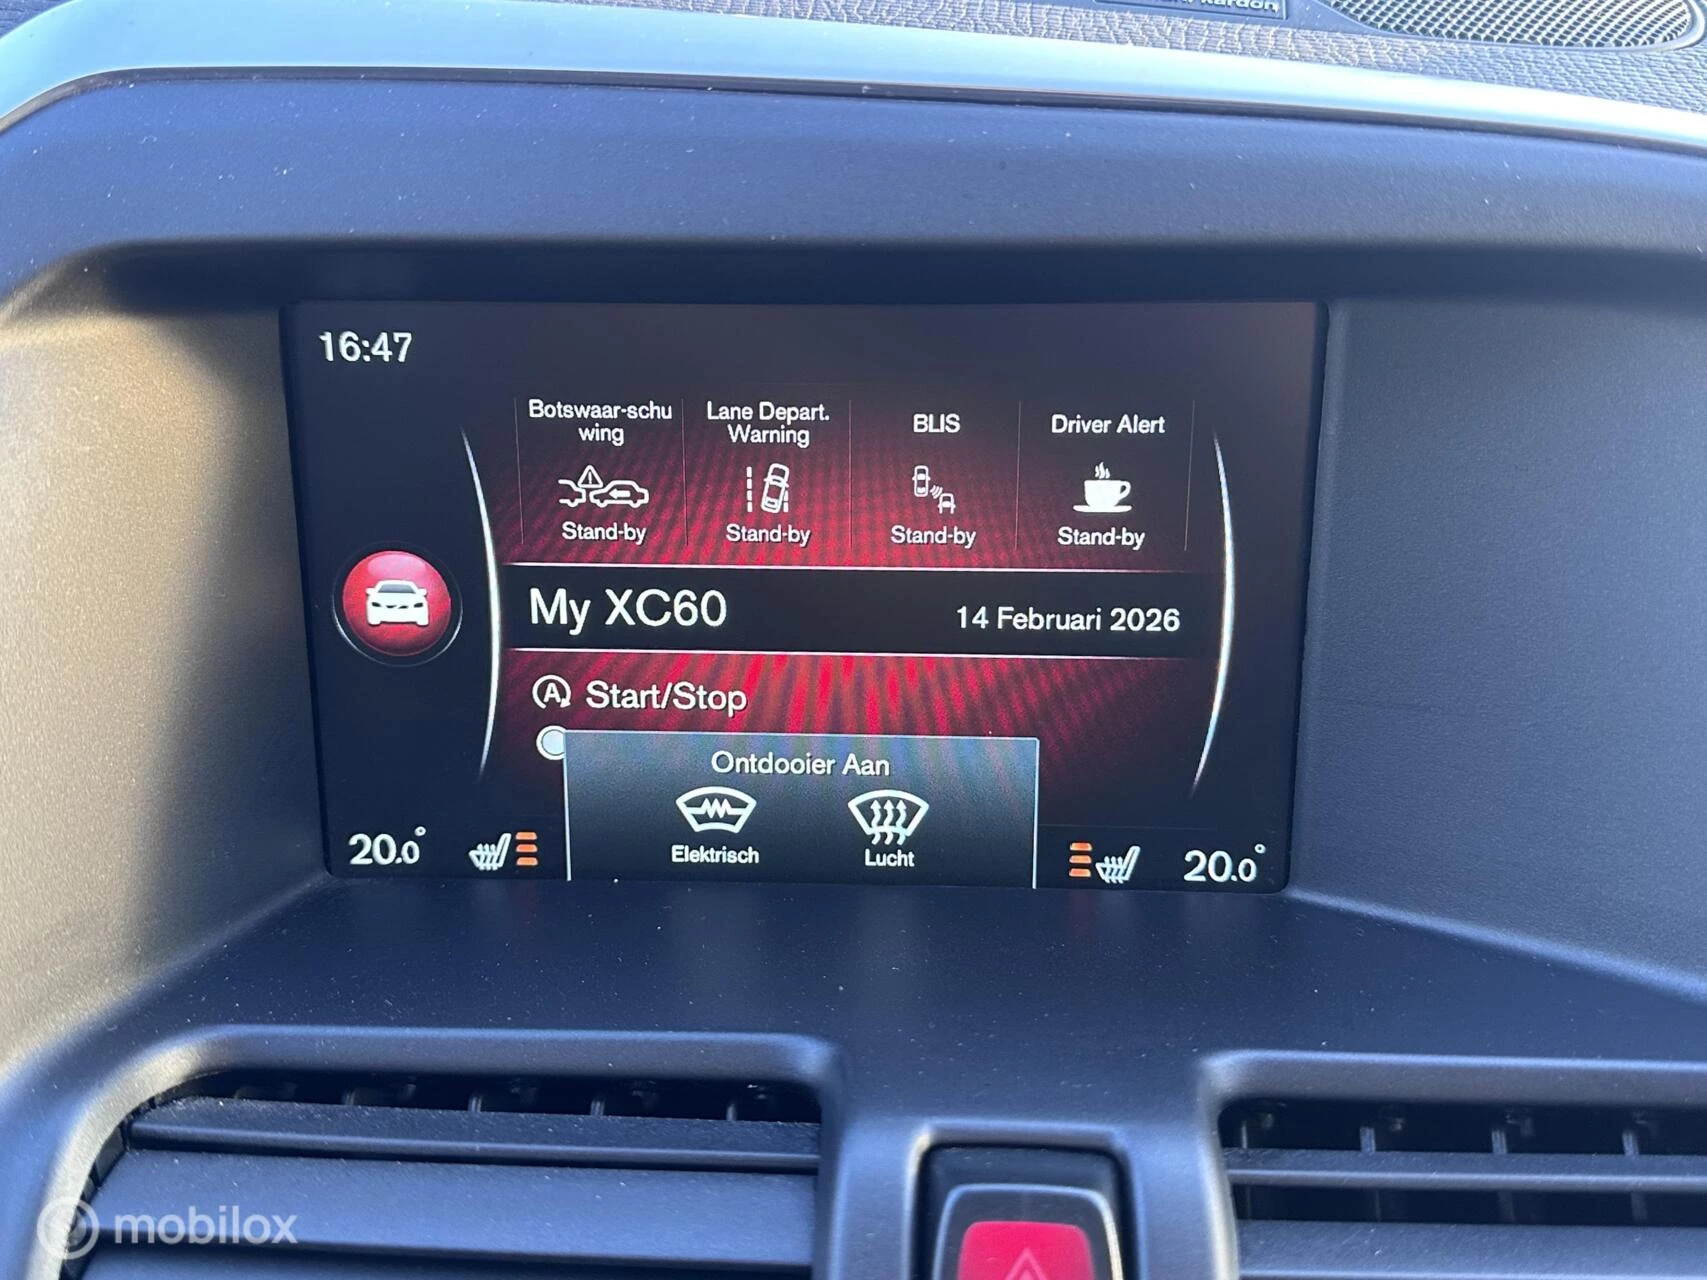 kardon
16:47
Botswaar-schu
wing
Lane Depart.
Warning
BLIS
Driver Alert
Stand-by
Stand-by
Stand-by
Stand-by
My XC60
14 Februari 2026
A Start/Stop
Ontdooier Aan
Elektrisch
Lucht
20.0°
20.0°
mobilox